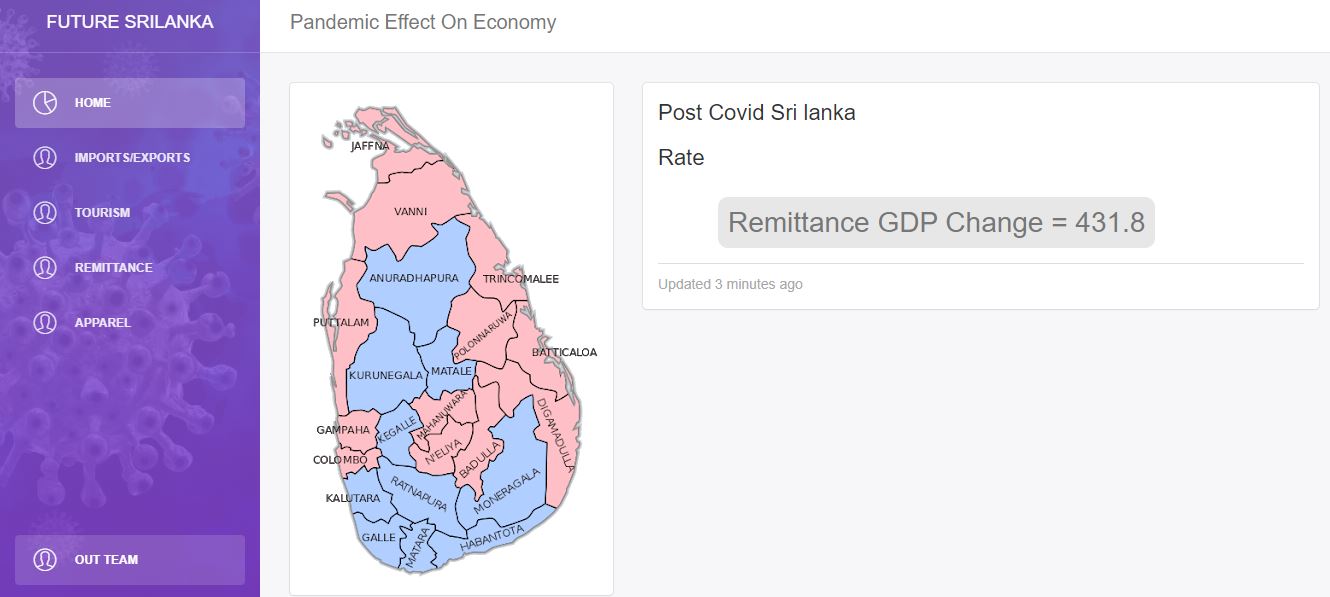 FUTURE SRILANKA
HOME
IMPORTS/EXPORTS
TOURISM
REMITTANCE
APPAREL
OUT TEAM
Pandemic Effect On Economy
JAFFNA
VANNI
ANURADHAPURA
TRINCOMALEE
PUTTALAM
POLONNARUWA
BATTICALOA
KURUNEGALA
MATALE
GAMPAHA
KEGALLE
MAHANUWARA
DIGAMADULLA
COLOMBO
N'ELIYA
BADULLA
KALUTARA
RATNAPURA
MONERAGALA
GALLE
MATARA
HABANTOTA
Post Covid Sri lanka
Rate
Remittance GDP Change = 431.8
Updated 3 minutes ago